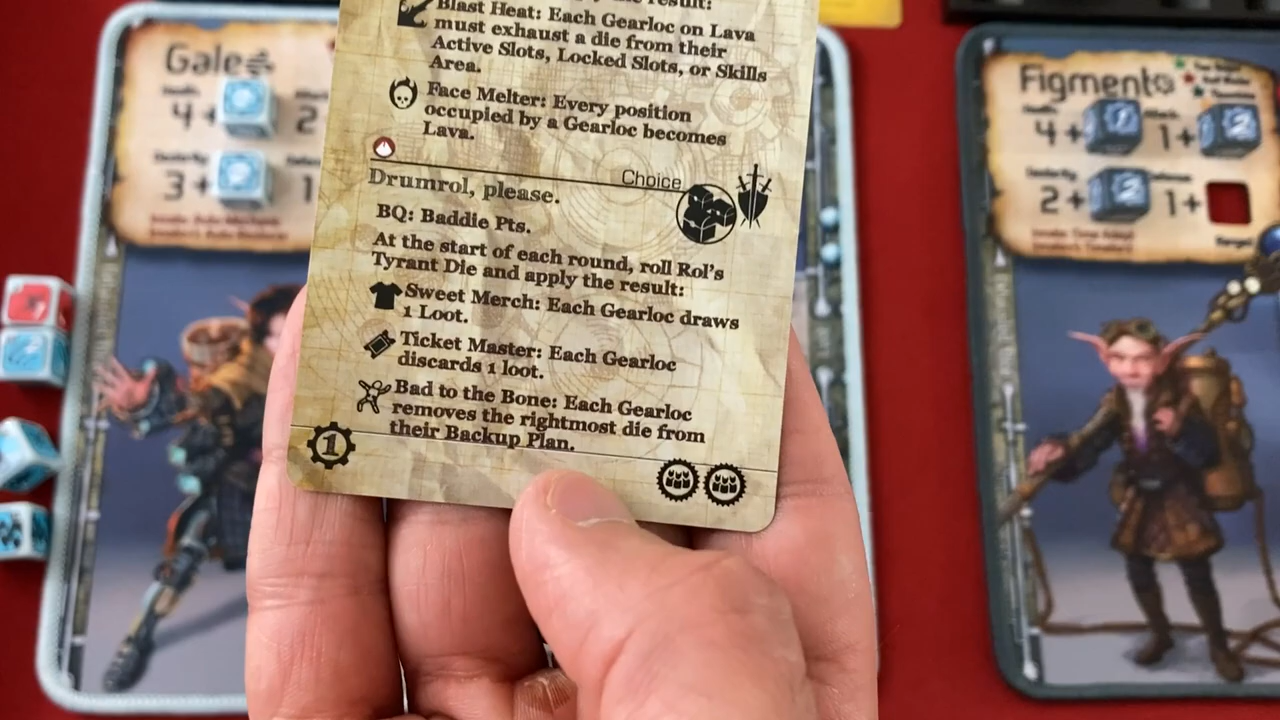 Gale
4+
2
3+
1
Blast Heat: Each Gearloc on Lava
must exhaust a die from their
Active Slots, Locked Slots, or Skills
Area.
Face Melter: Every position
occupied by a Gearloc becomes
Lava.
Choice
Drumrol, please.
BQ: Baddie Pts.
At the start of each round, roll Rol's
Tyrant Die and apply the result:
Sweet Merch: Each Gearloc draws
1 Loot.
Ticket Master: Each Gearloc
discards 1 loot.
Bad to the Bone: Each Gearloc
removes the rightmost die from
their Backup Plan.
1
Figment
4+
1+
2
2+
2
1+
Target